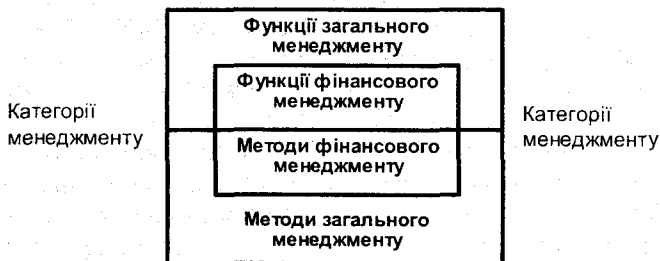 Функції загального
менеджменту
Функції фінансового
менеджменту
Категорії
менеджменту
Категорії
менеджменту
Методи фінансового
менеджменту
Методи загального
менеджменту